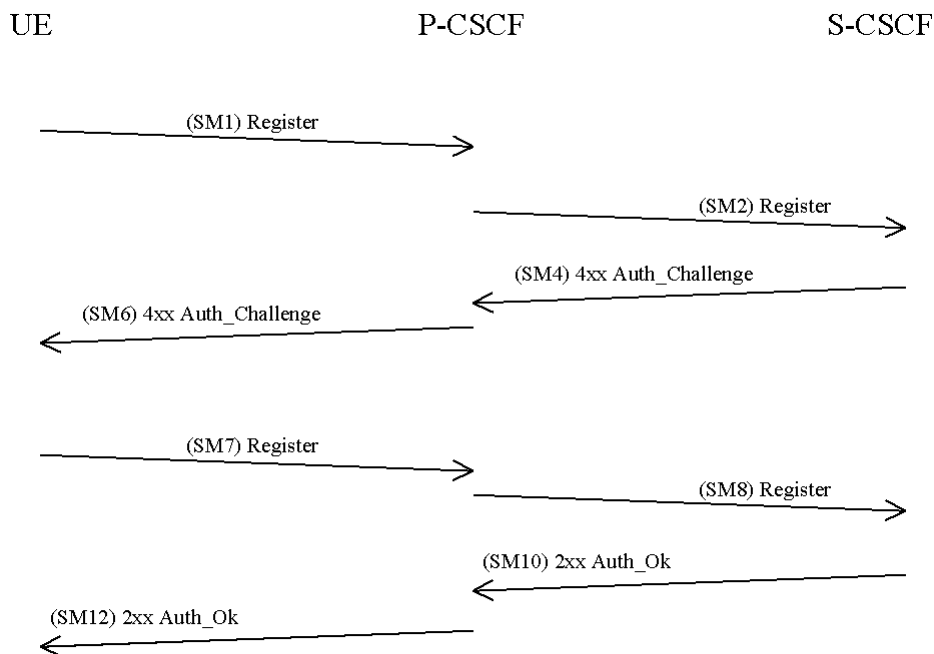 UE P-CSCF S-CSCF
(SM1) Register
(SM2) Register
(SM4) 4xx Auth_Challenge
(SM6) 4xx Auth_Challenge
(SM7) Register
(SM8) Register
(SM10) 2xx Auth_Ok
(SM12) 2xx Auth_Ok